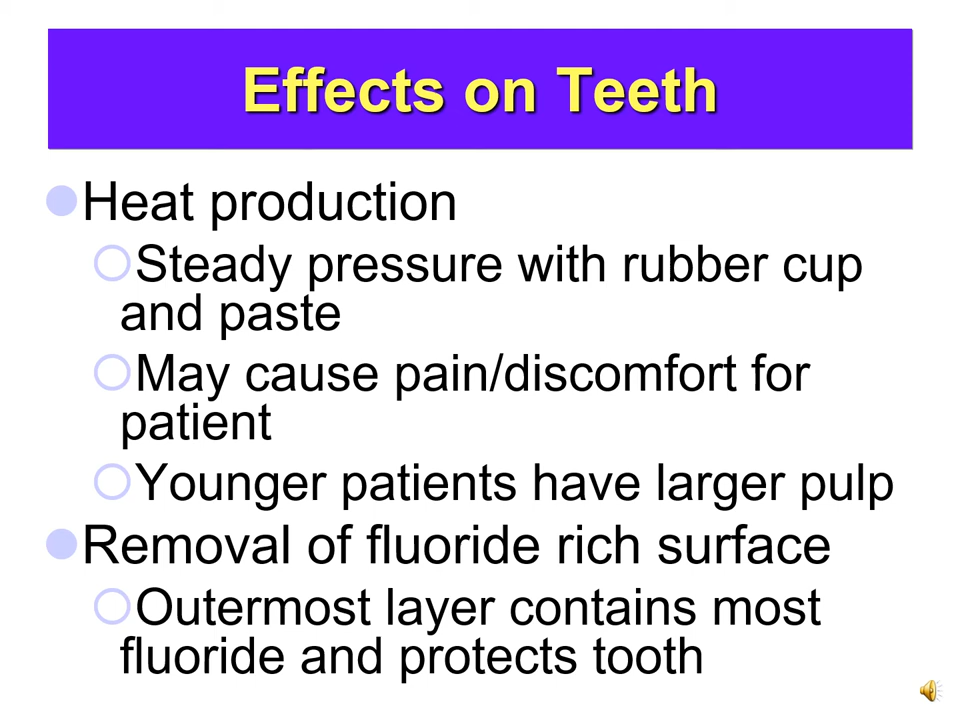 Effects on Teeth
Heat production
Steady pressure with rubber cup
and paste
May cause pain/discomfort for
patient
Younger patients have larger pulp
Removal of fluoride rich surface
Outermost layer contains most
fluoride and protects tooth